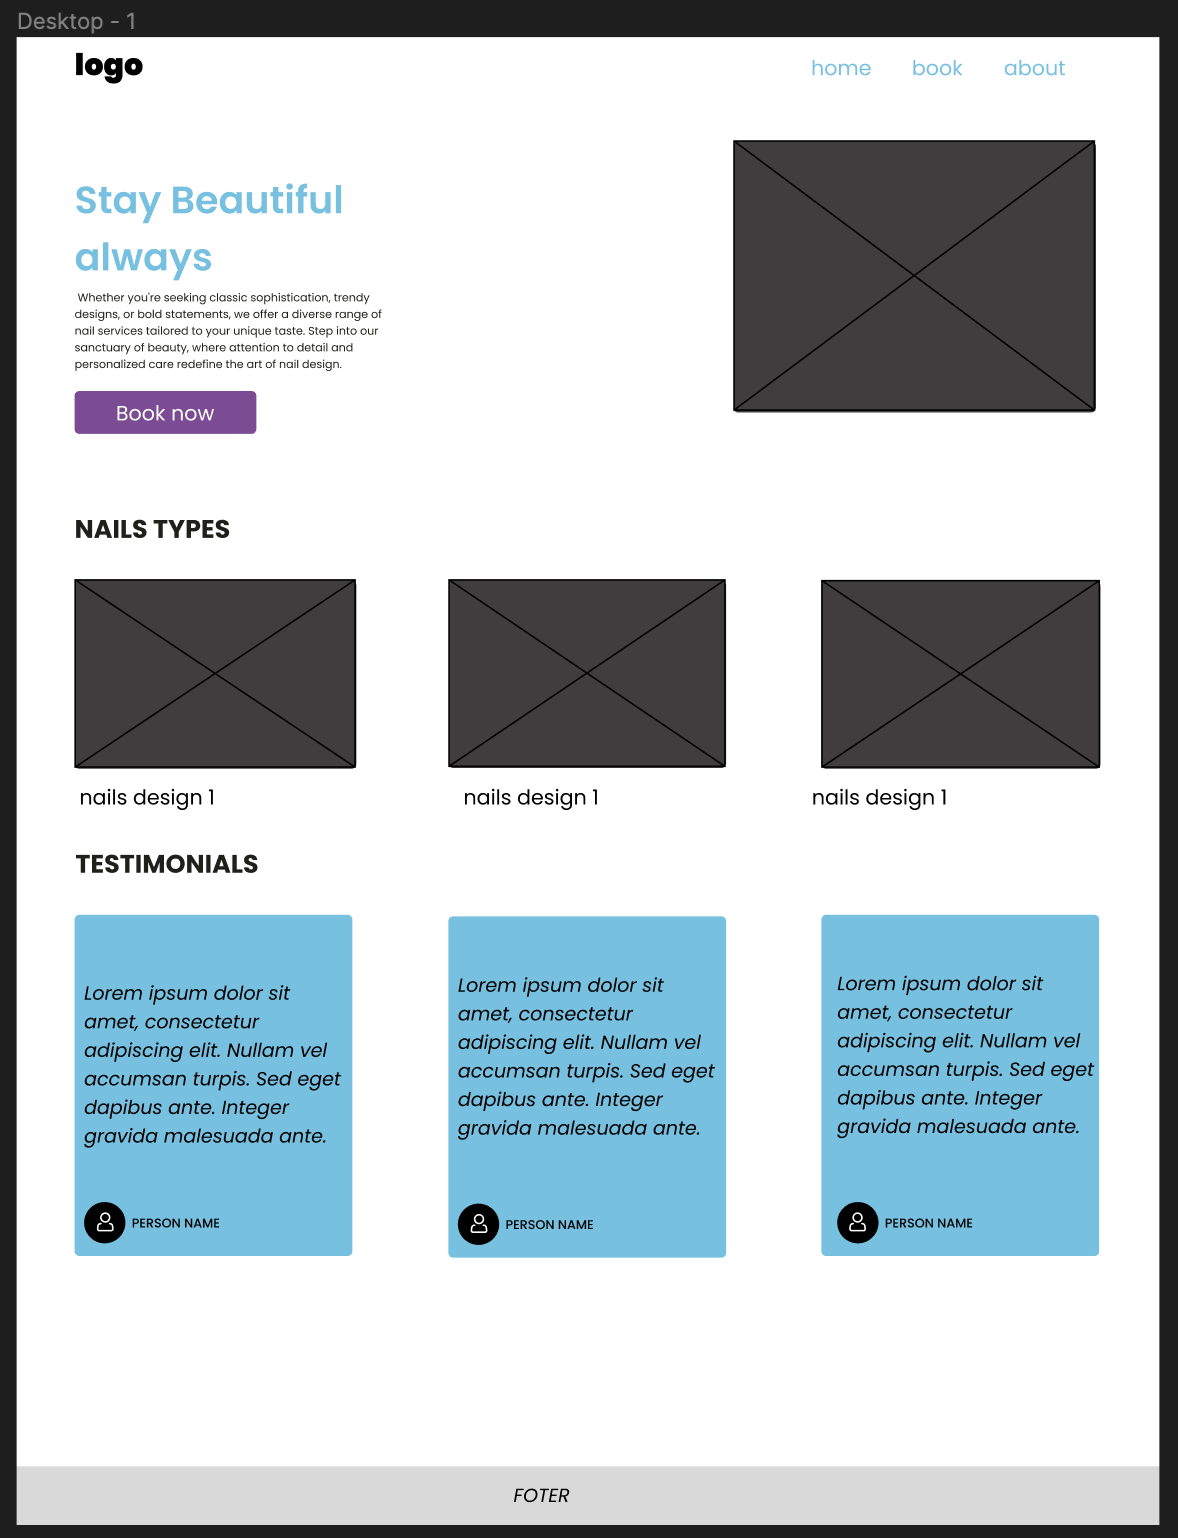 Desktop - 1
logo
home book about
Stay Beautiful
always
Whether you're seeking classic sophistication, trendy
designs, or bold statements, we offer a diverse range of
nail services tailored to your unique taste. Step into our
sanctuary of beauty, where attention to detail and
personalized care redefine the art of nail design.
Book now
NAILS TYPES
nails design 1
nails design 1
nails design 1
TESTIMONIALS
Lorem ipsum dolor sit
amet, consectetur
adipiscing elit. Nullam vel
accumsan turpis. Sed eget
dapibus ante. Integer
gravida malesuada ante.
PERSON NAME
Lorem ipsum dolor sit
amet, consectetur
adipiscing elit. Nullam vel
accumsan turpis. Sed eget
dapibus ante. Integer
gravida malesuada ante.
PERSON NAME
Lorem ipsum dolor sit
amet, consectetur
adipiscing elit. Nullam vel
accumsan turpis. Sed eget
dapibus ante. Integer
gravida malesuada ante.
PERSON NAME
FOTER